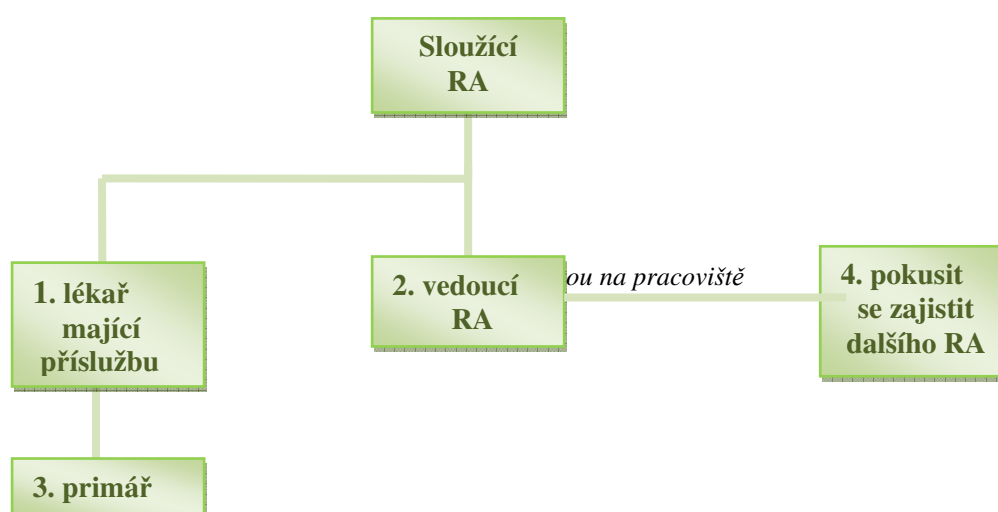 Sloužící
RA
1. lékař
mající
příslužbu
2. vedoucí
RA
ou na pracoviště
4. pokusit
se zajistit
dalšího RA
3. primář